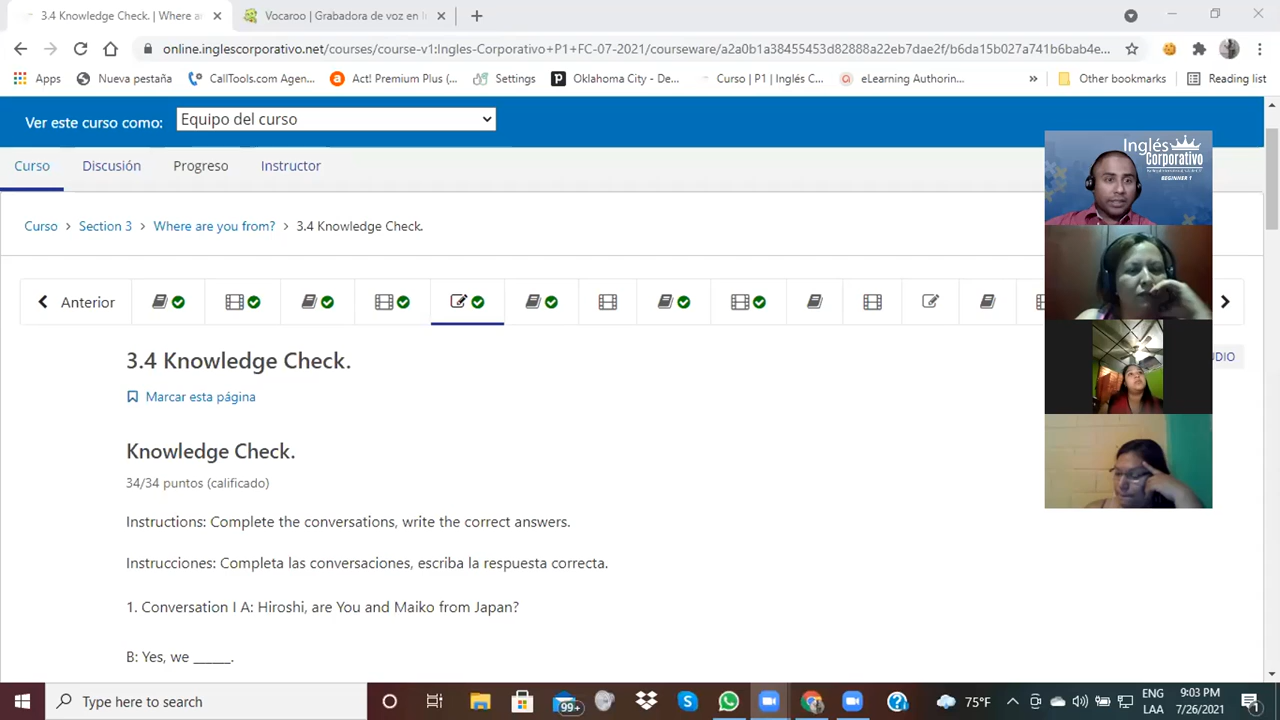 3.4 Knowledge Check. | Where a
Vocaroo | Grabadora de voz en l
online.inglescorporativo.net/courses/course-v1:Ingles-Corporativo+P1+FC-07-2021/courseware/a2a0b1a38455453d82888a22eb7dae2f/b6da15b027a741b6bab4e...
Apps
Nueva pestaña
CallTools.com Agen...
Act! Premium Plus (...
Settings
Oklahoma City - De...
Curso | P1 | Inglés C...
eLearning Authorin...
»
Other bookmarks
Reading list
Ver este curso como:
Equipo del curso
Curso
Discusión
Progreso
Instructor
Inglés
Corporativo
BEGINNER 1
Curso > Section 3 > Where are you from? > 3.4 Knowledge Check.
Anterior
3.4 Knowledge Check.
DIO
Marcar esta página
Knowledge Check.
34/34 puntos (calificado)
Instructions: Complete the conversations, write the correct answers.
Instrucciones: Completa las conversaciones, escriba la respuesta correcta.
1. Conversation I A: Hiroshi, are You and Maiko from Japan?
B: Yes, we _____.
Type here to search
99+
75°F
ENG
LAA
9:03 PM
7/26/2021
1